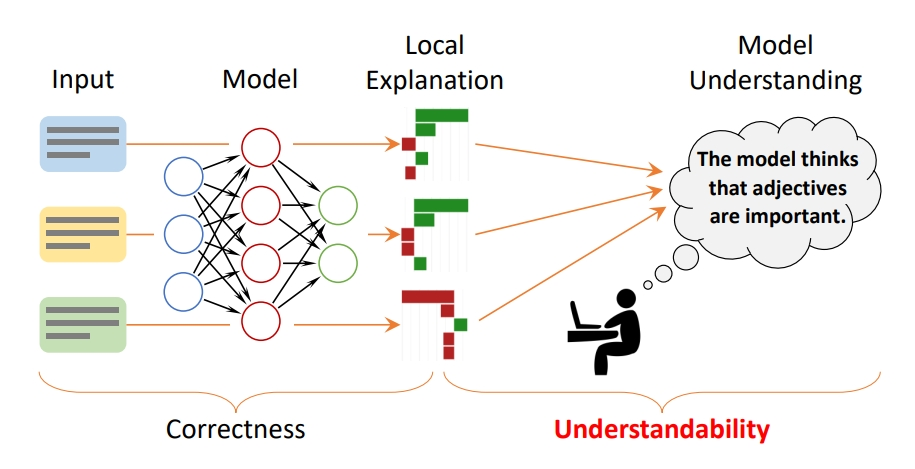 Input
Model
Local
Explanation
Model
Understanding
The model thinks
that adjectives
are important.
Correctness
Understandability